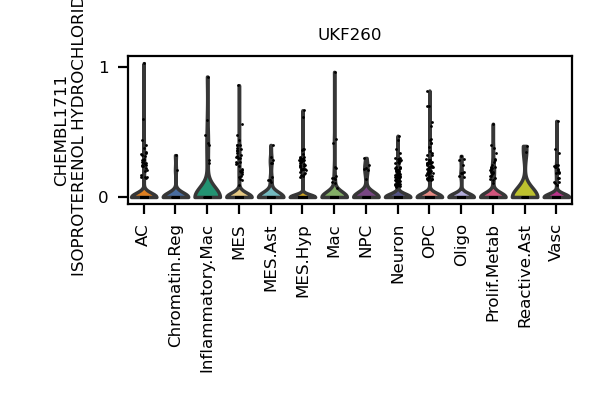 UKF260
CHEMBL1711
ISOPROTERENOL HYDROCHLORID
1
0
AC
Chromatin.Reg
Inflammatory.Mac
MES
MES.Ast
MES.Hyp
Mac
NPC
Neuron
OPC
Oligo
Prolif.Metab
Reactive.Ast
Vasc